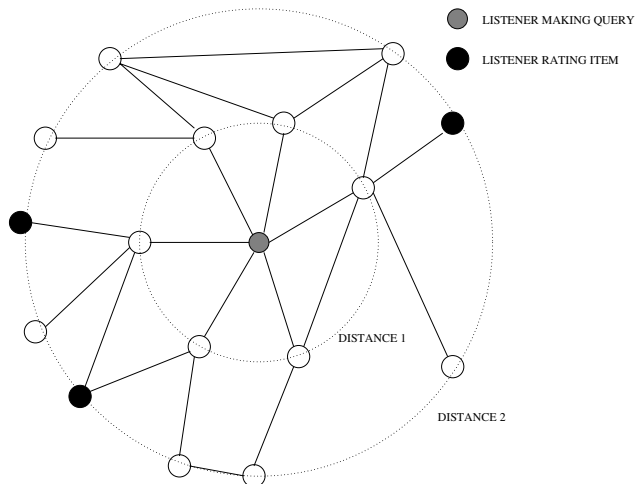 LISTENER MAKING QUERY
LISTENER RATING ITEM
DISTANCE 1
DISTANCE 2